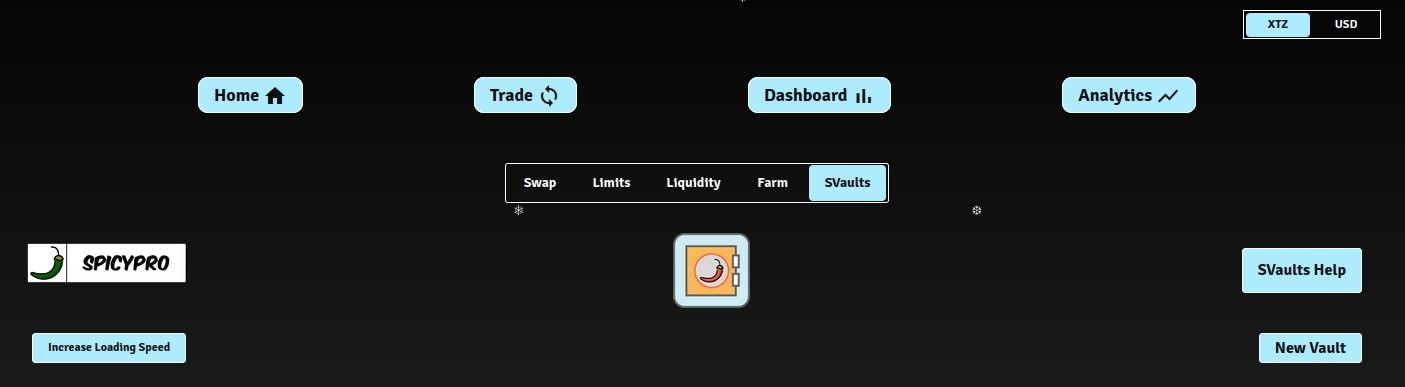 XTZ USD
Home Trade Dashboard Analytics
Swap Limits Liquidity Farm SVaults
SPICYPRO
SVaults Help
Increase Loading Speed
New Vault